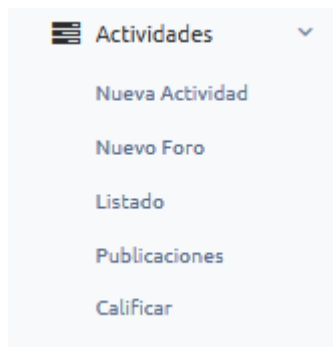 Actividades
Nueva Actividad
Nuevo Foro
Listado
Publicaciones
Calificar